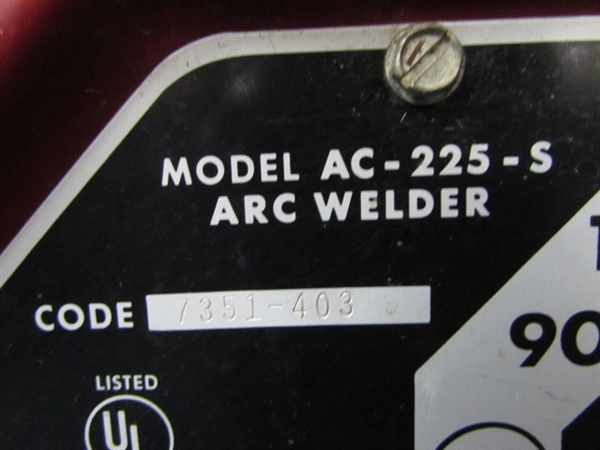 MODEL AC-225-S
ARC WELDER
CODE 7351-403
90
LISTED
UL